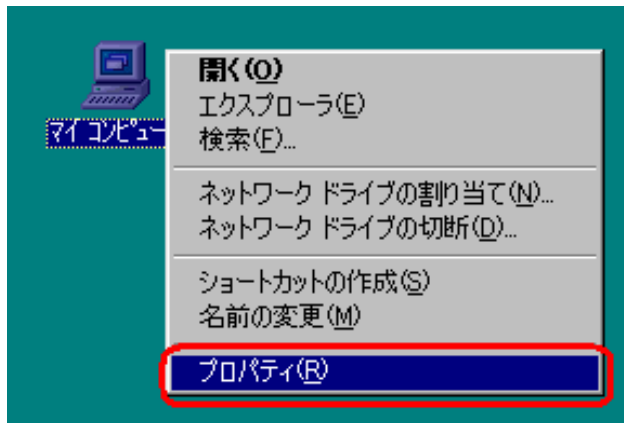 マイ コンピュー
開く(O)
エクスプローラ(E)
検索(F)...
ネットワーク ドライブの割り当て(N)...
ネットワーク ドライブの切断(D)...
ショートカットの作成(S)
名前の変更(M)
プロパティ(R)